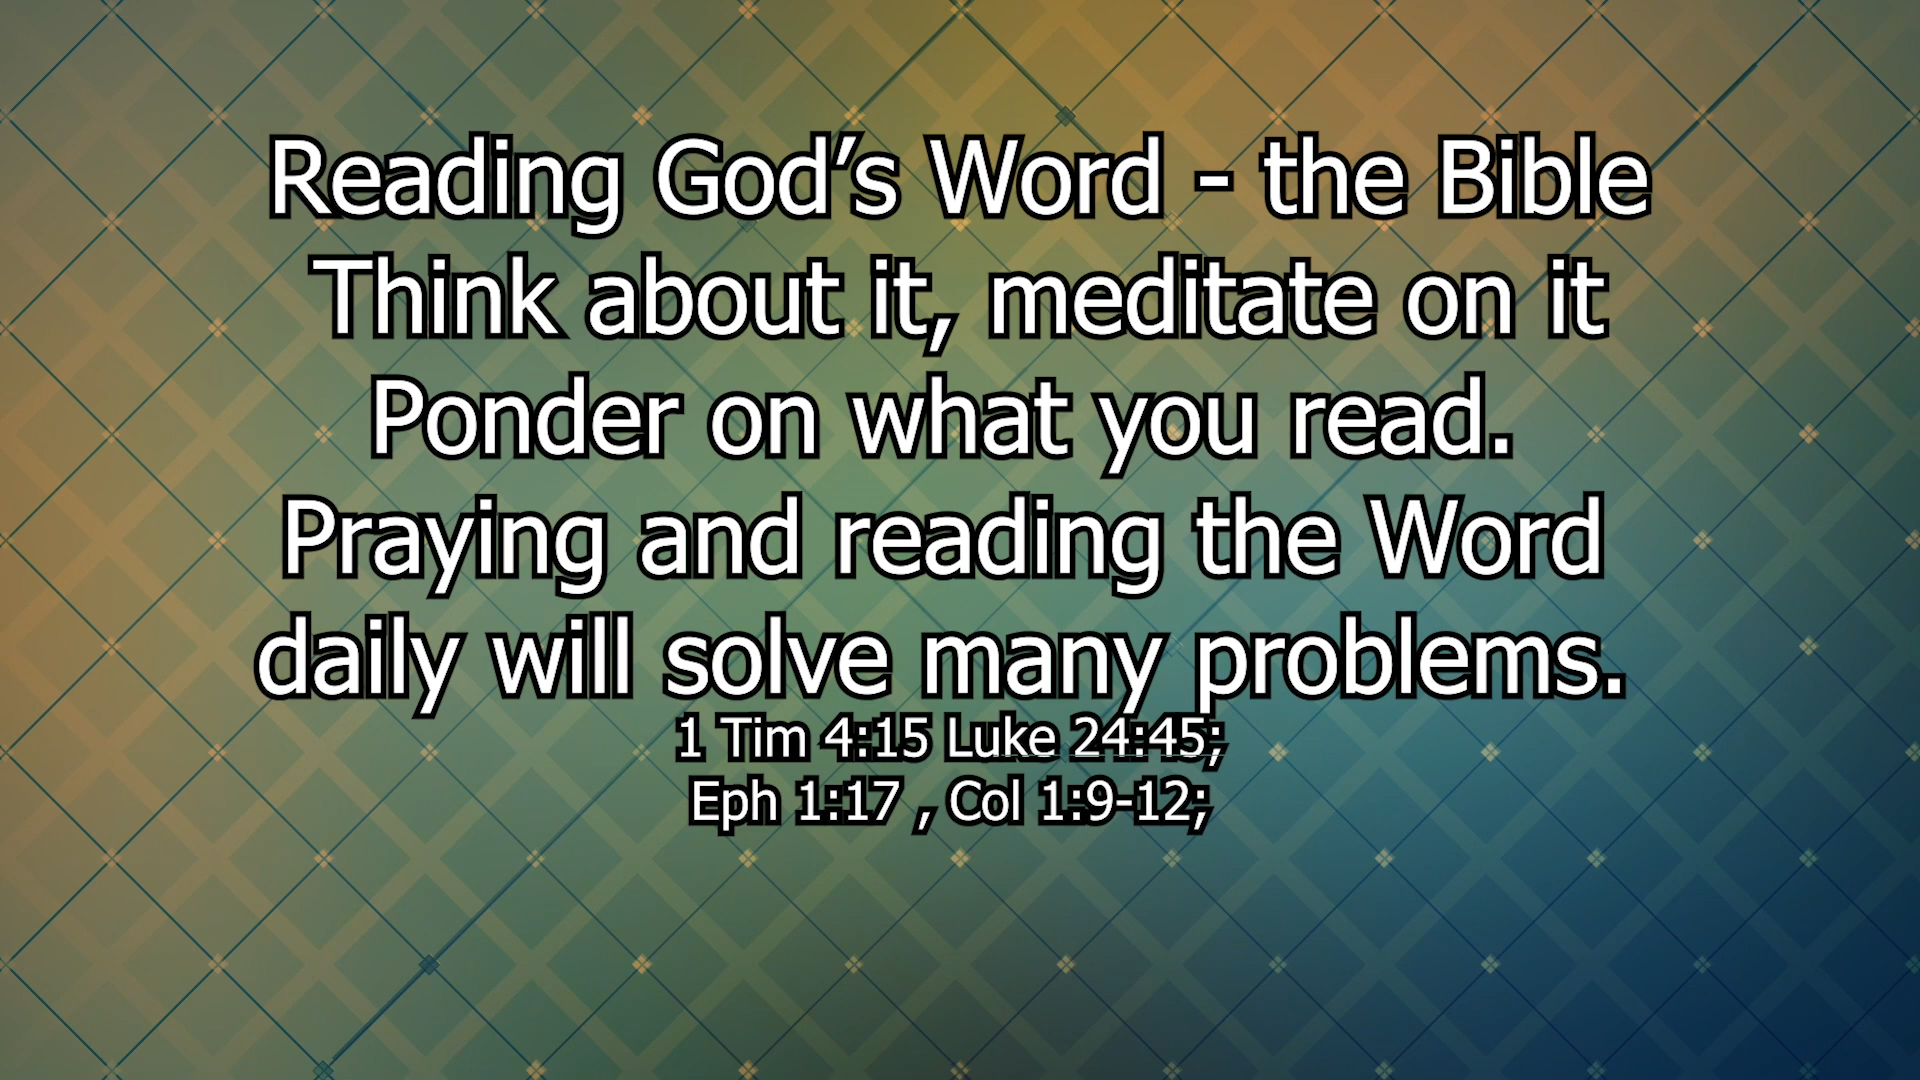 Reading God’s Word - the Bible
Think about it, meditate on it
Ponder on what you read.
Praying and reading the Word
daily will solve many problems.
1 Tim 4:15 Luke 24:45;
Eph 1:17 , Col 1:9-12;